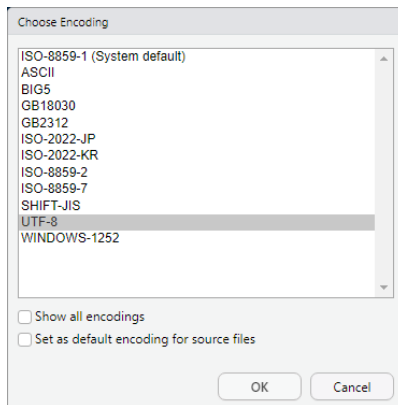 Choose Encoding
ISO-8859-1 (System default)
ASCII
BIG5
GB18030
GB2312
ISO-2022-JP
ISO-2022-KR
ISO-8859-2
ISO-8859-7
SHIFT-JIS
UTF-8
WINDOWS-1252
Show all encodings
Set as default encoding for source files
OK Cancel